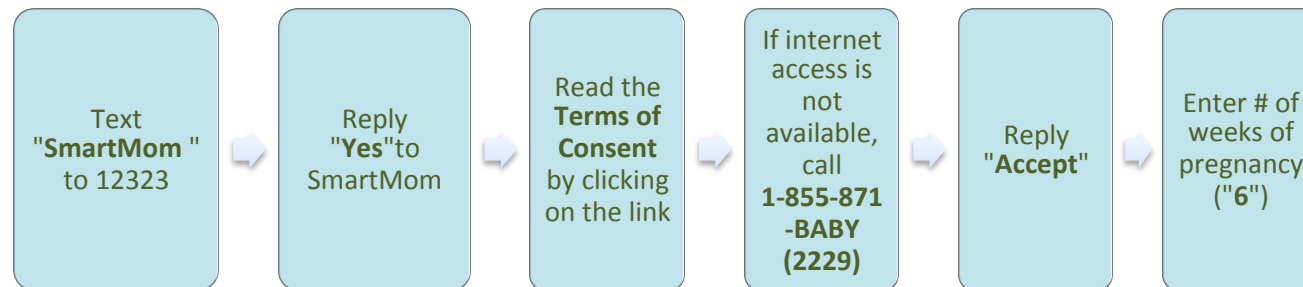 Text
"SmartMom "
to 12323
Reply
"Yes"to
SmartMom
Read the
Terms of
Consent
by clicking
on the link
If internet
access is
not
available,
call
1-855-871
-BABY
(2229)
Reply
"Accept"
Enter # of
weeks of
pregnancy
("6")